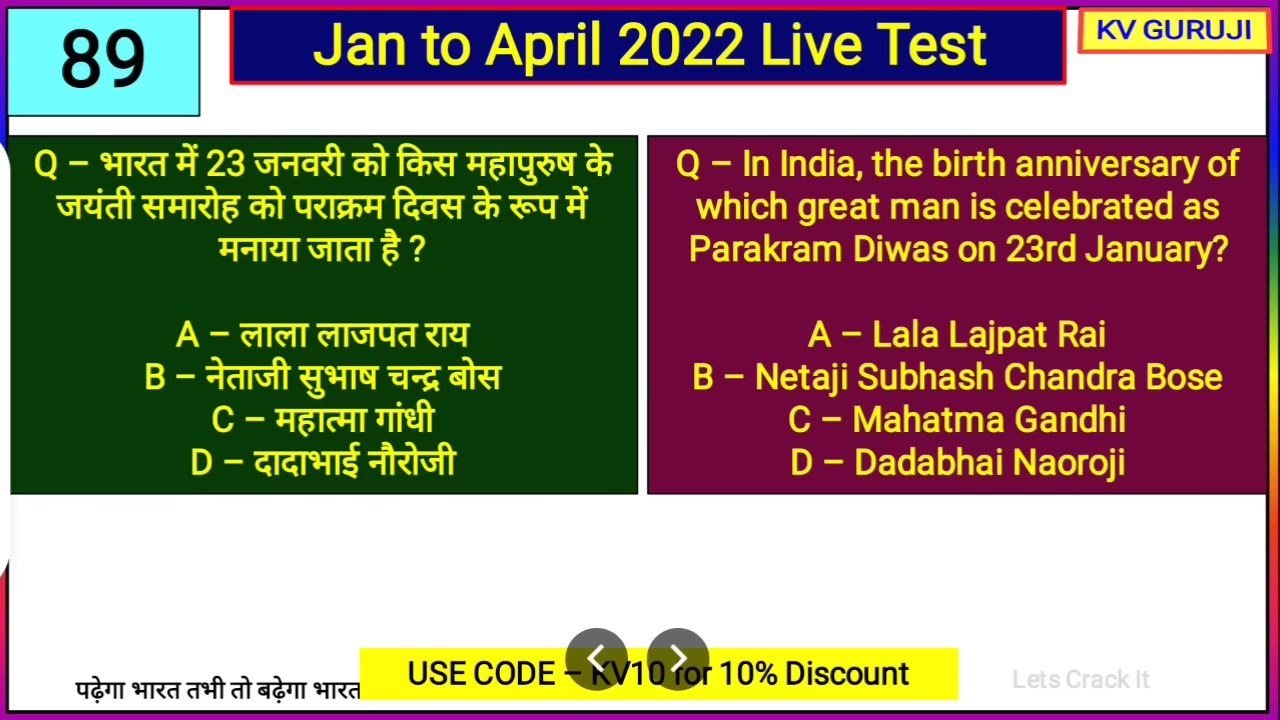 89
Jan to April 2022 Live Test
KV GURUJI
Q – भारत में 23 जनवरी को किस महापुरुष के
जयंती समारोह को पराक्रम दिवस के रूप में
मनाया जाता है ?
A – लाला लाजपत राय
B – नेताजी सुभाष चन्द्र बोस
C – महात्मा गांधी
D – दादाभाई नौरोजी
Q – In India, the birth anniversary of
which great man is celebrated as
Parakram Diwas on 23rd January?
A – Lala Lajpat Rai
B – Netaji Subhash Chandra Bose
C – Mahatma Gandhi
D – Dadabhai Naoroji
USE CODE – KV10 for 10% Discount
पढ़ेगा भारत तभी तो बढ़ेगा भारत
Lets Crack It